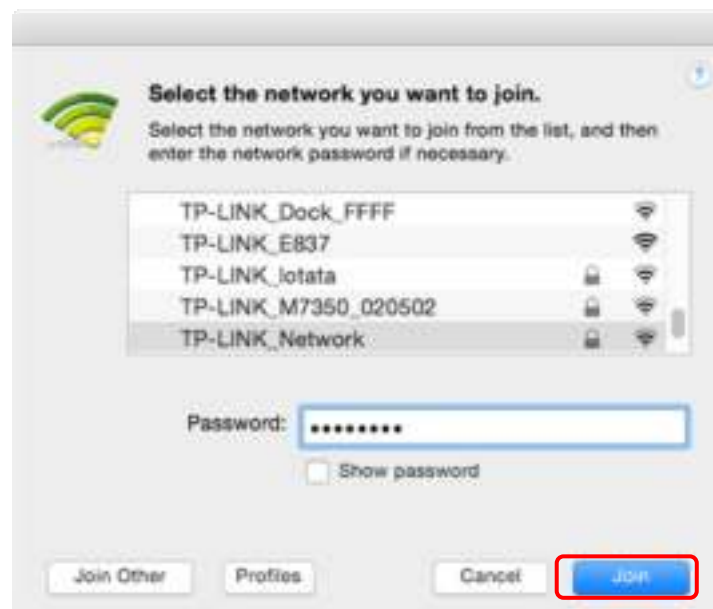 Select the network you want to join.
Select the network you want to join from the list, and then
enter the network password if necessary.
TP-LINK_Dock_FFFF
TP-LINK_E837
TP-LINK_lotata
TP-LINK_M7350_020502
TP-LINK_Network
Password: ••••••••
Show password
Join Other Profiles Cancel Join